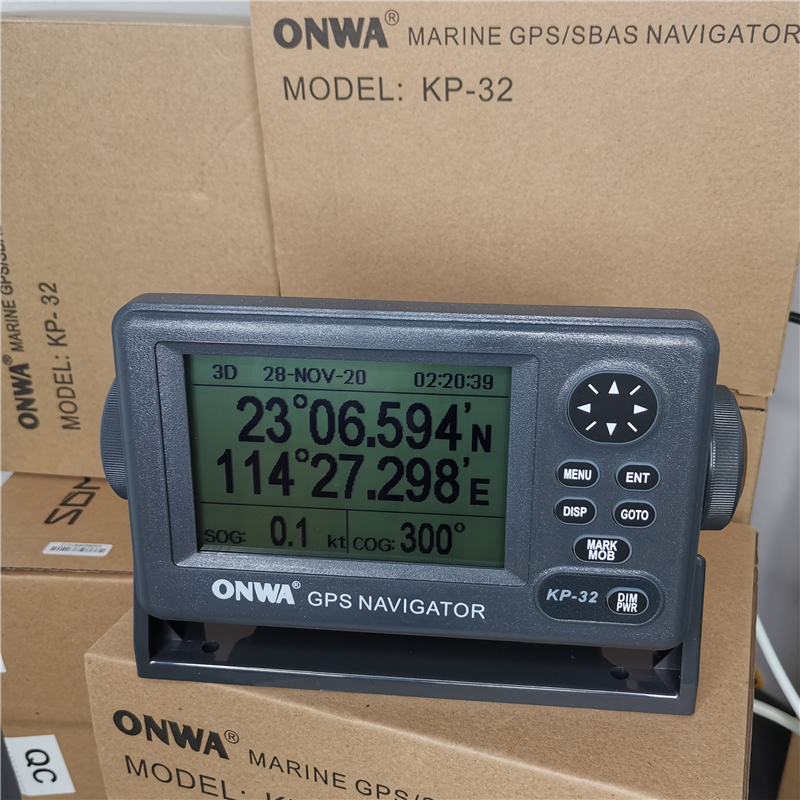 ONWA® MARINE GPS/SBAS NAVIGATOR
MODEL: KP-32
ONWA® MARINE GPS/SBAS
MODEL: KP-32
3D 28-NOV-20 02:20:39
23°06.594'N
114°27.298'E
SOG: 0.1 kt COG: 300°
MENU ENT
DISP GOTO
MARK
MOB
KP-32 DIM
PWR
ONWA® GPS NAVIGATOR
ONWA® MARINE GPS/S
MODEL: K
QC